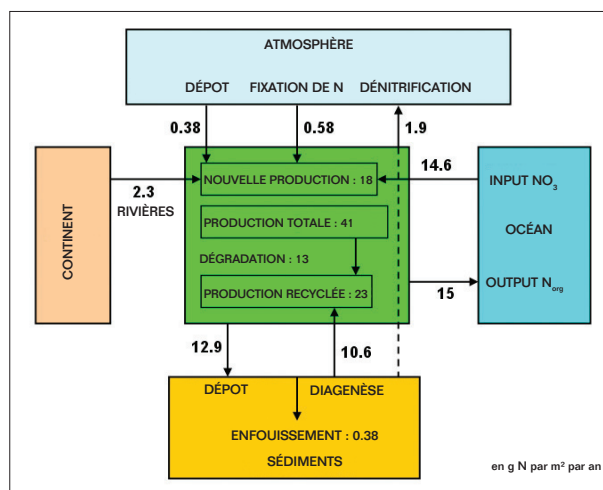 ATMOSPHÈRE
DÉPOT FIXATION DE N DÉNITRIFICATION
0.38 0.58 1.9
CONTINENT
2.3
RIVIÈRES
NOUVELLE PRODUCTION : 18
PRODUCTION TOTALE : 41
DÉGRADATION : 13
PRODUCTION RECYCLÉE : 23
14.6
INPUT NO₃
OCÉAN
OUTPUT Norg
15
12.9 10.6
DÉPOT DIAGENÈSE
ENFOUISSEMENT : 0.38
SÉDIMENTS
en g N par m² par an